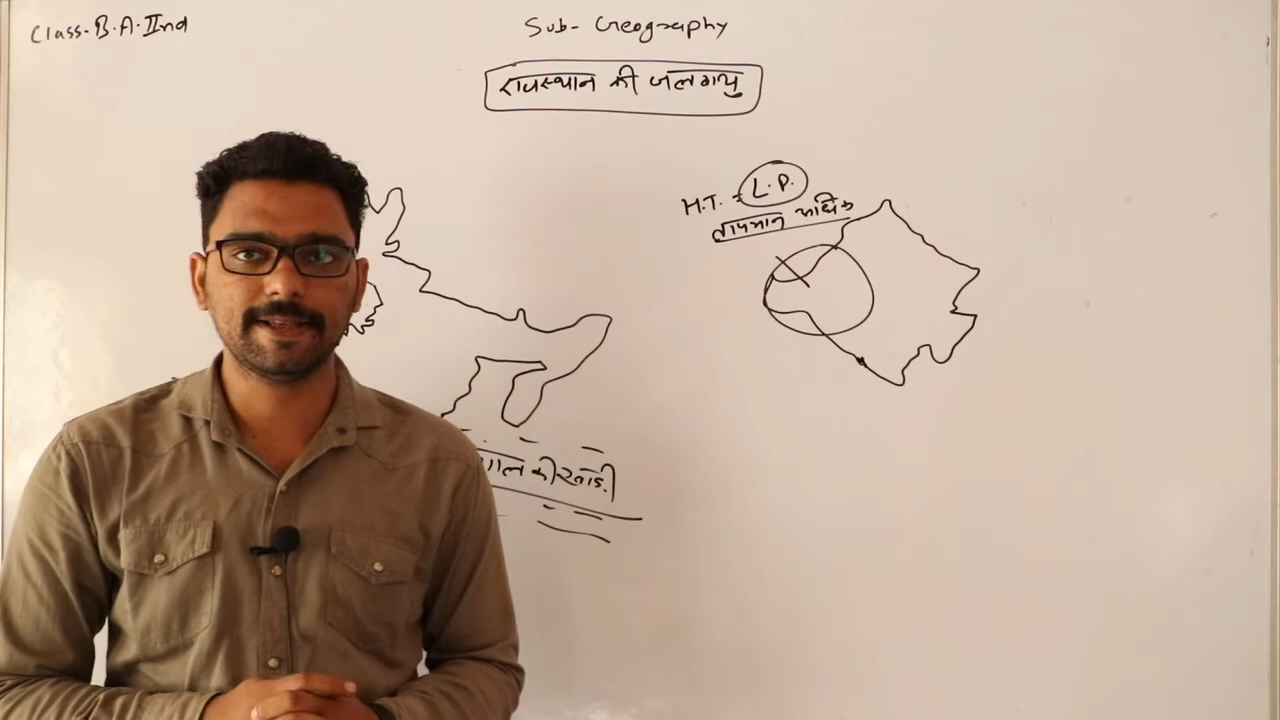 Class- B.A. IInd
Sub- Geography
राजस्थान की जलवायु
H.T. = L.P.
तापमान अधिक
की खाडी.